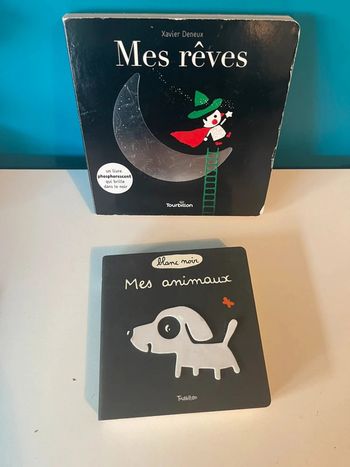 Xavier Deneux
Mes rêves
un livre
phosphorescent
qui brille
dans le noir
Tourbillon
blanc noir
Mes animaux
Tourbillon